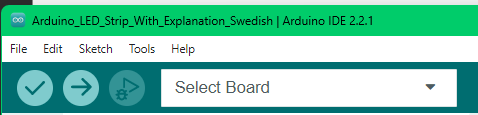 Arduino_LED_Strip_With_Explanation_Swedish | Arduino IDE 2.2.1
File Edit Sketch Tools Help
Select Board